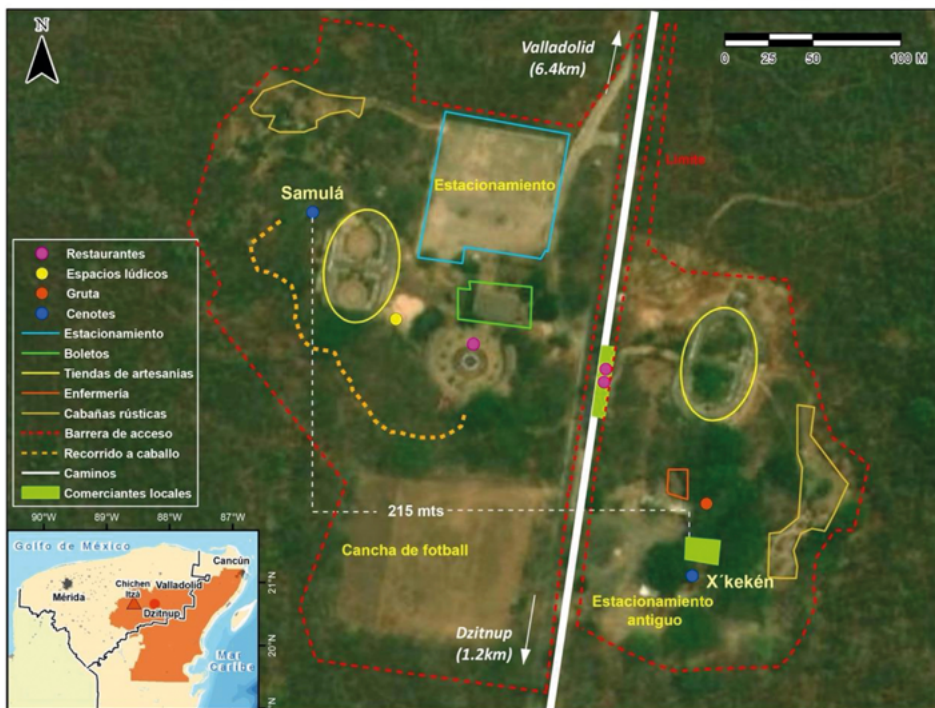 N
Valladolid
(6.4km)
0 25 50 100 M
Límite
Estacionamiento
Samulá
Restaurantes
Espacios lúdicos
Gruta
Cenotes
Estacionamiento
Boletos
Tiendas de artesanías
Enfermería
Cabañas rústicas
Barrera de acceso
Recorrido a caballo
Caminos
Comerciantes locales
215 mts
Cancha de fotball
X´kekén
Estacionamiento
antiguo
Dzitnup
(1.2km)
90°W 89°W 88°W 87°W
Golfo de México
Cancún
Mérida
Chichen
Itzá
Valladolid
Dzitnup
Mar
Caribe
21°N
20°N
°N